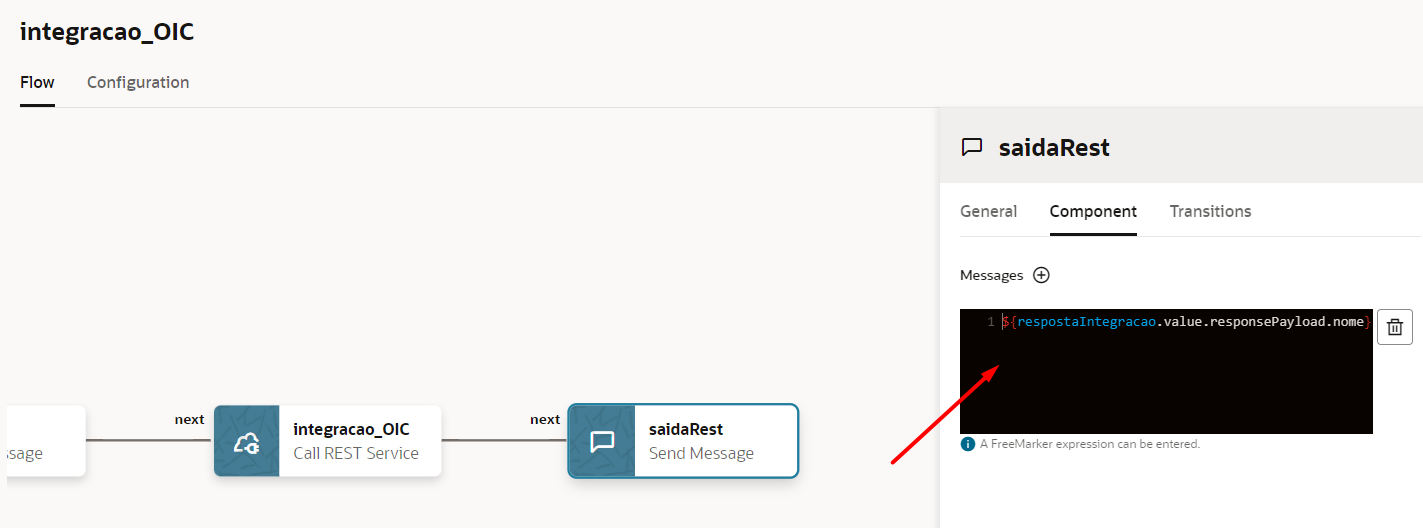 integracao_OIC
Flow
Configuration
saidaRest
General
Component
Transitions
Messages
1 ${respostaIntegracao.value.responsePayload.nome}
A FreeMarker expression can be entered.
ssage
next
integracao_OIC
Call REST Service
next
saidaRest
Send Message